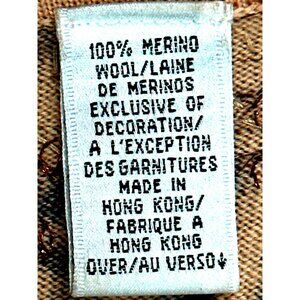 100% MERINO
WOOL/LAINE
DE MERINOS
EXCLUSIVE OF
DECORATION/
A L'EXCEPTION
DES GARNITURES
MADE IN
HONG KONG/
FABRIQUE A
HONG KONG
OVER/AU VERSO↓